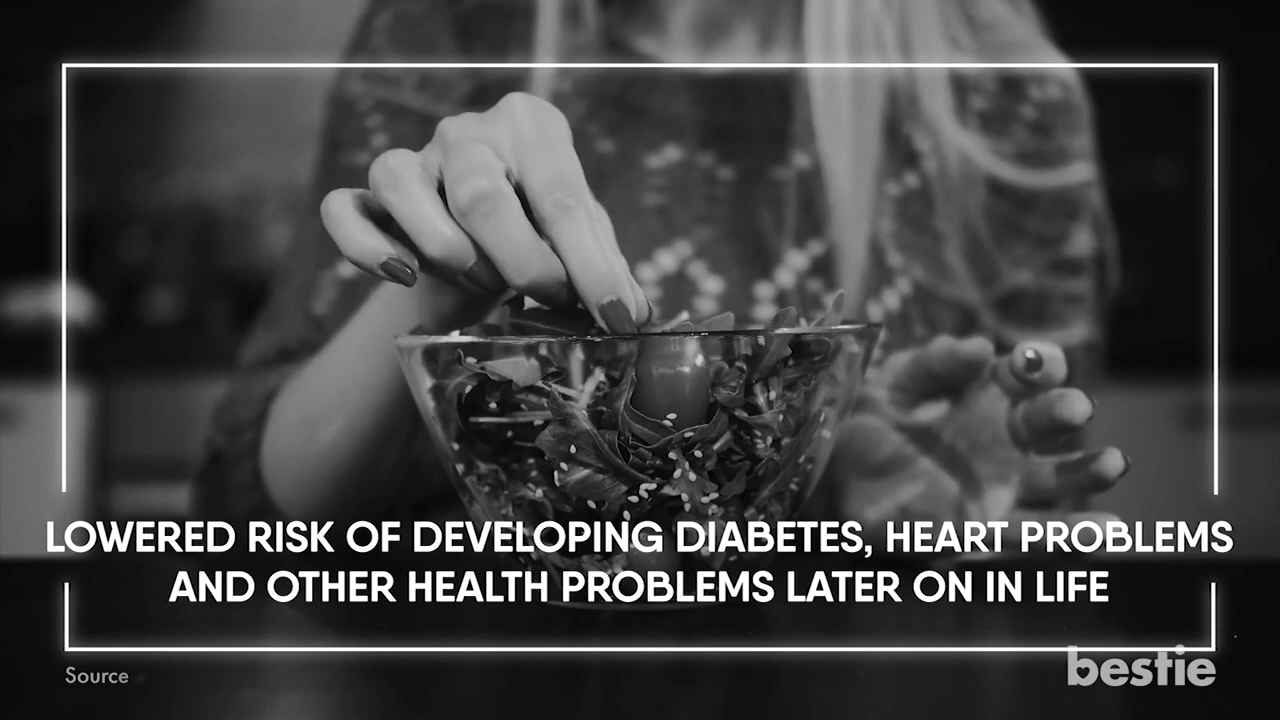 LOWERED RISK OF DEVELOPING DIABETES, HEART PROBLEMS
AND OTHER HEALTH PROBLEMS LATER ON IN LIFE
Source
bestie